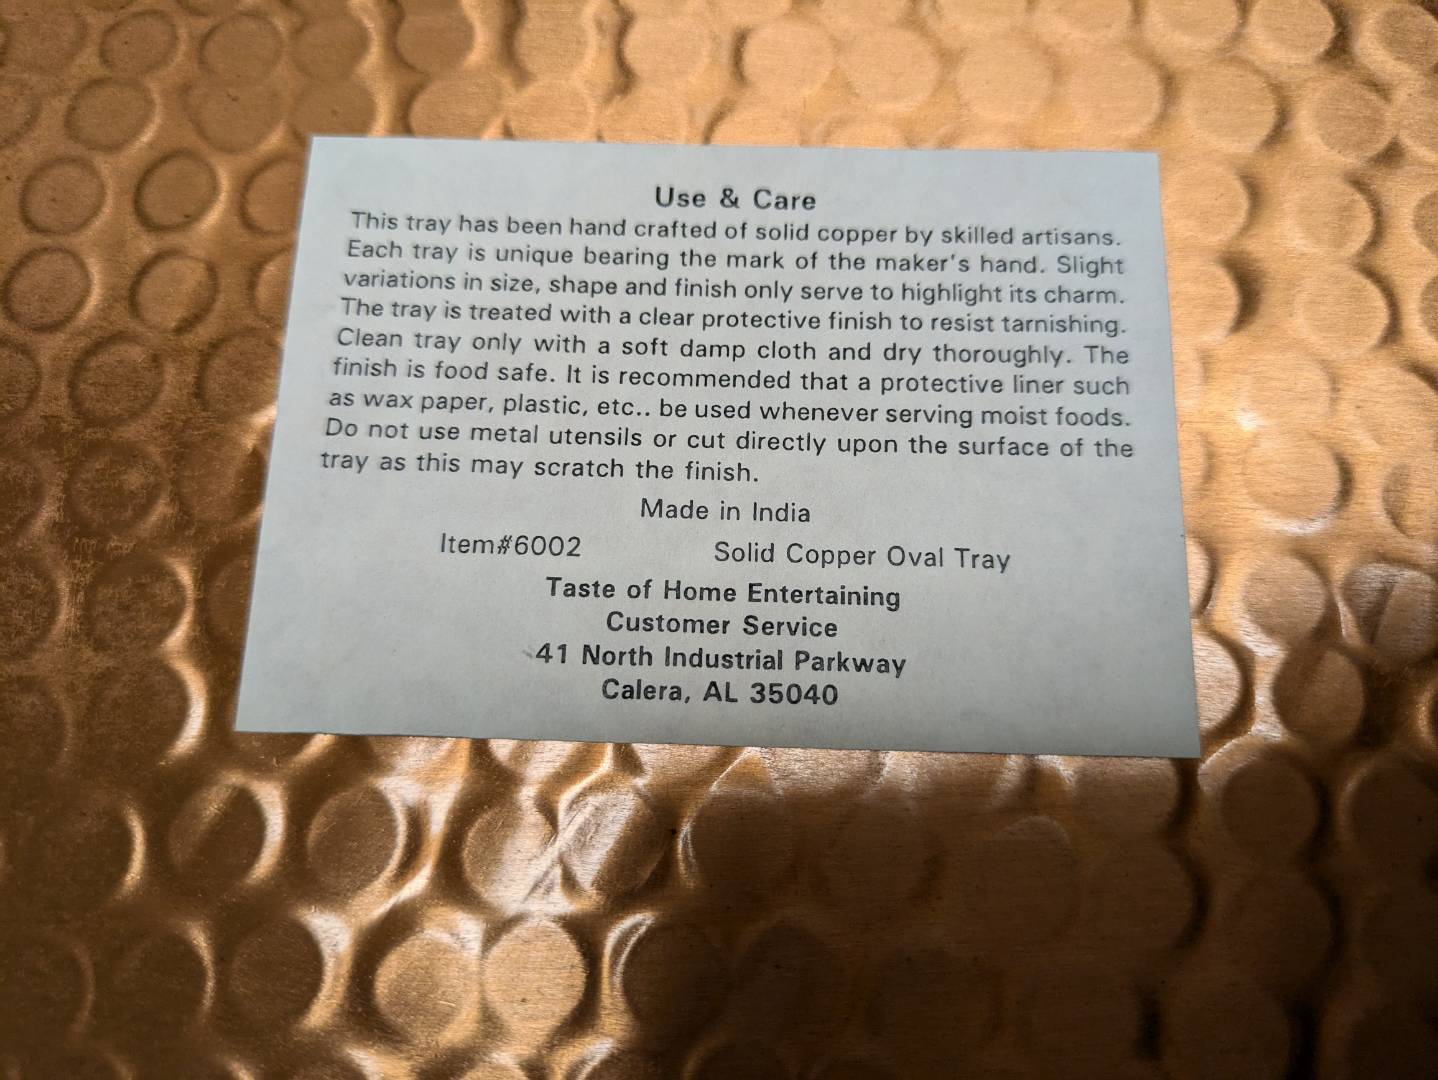 Use & Care
This tray has been hand crafted of solid copper by skilled artisans.
Each tray is unique bearing the mark of the maker's hand. Slight
variations in size, shape and finish only serve to highlight its charm.
The tray is treated with a clear protective finish to resist tarnishing.
Clean tray only with a soft damp cloth and dry thoroughly. The
finish is food safe. It is recommended that a protective liner such
as wax paper, plastic, etc.. be used whenever serving moist foods.
Do not use metal utensils or cut directly upon the surface of the
tray as this may scratch the finish.
Made in India
Item#6002 Solid Copper Oval Tray
Taste of Home Entertaining
Customer Service
41 North Industrial Parkway
Calera, AL 35040